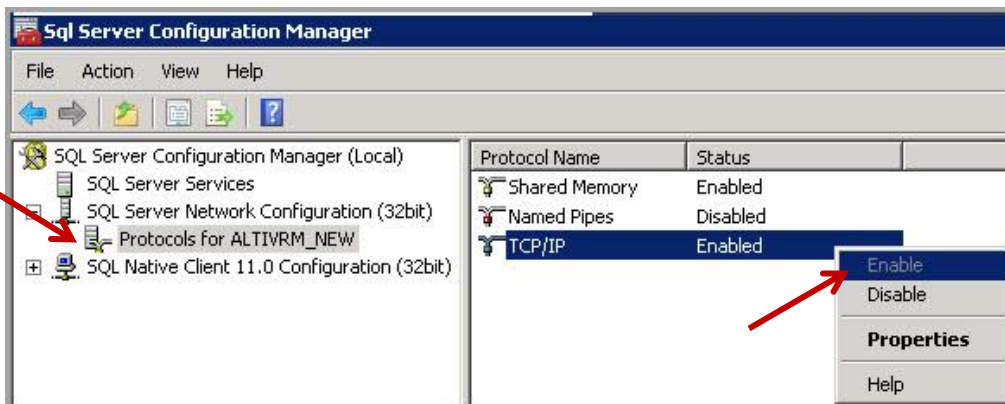 Sql Server Configuration Manager
File Action View Help
SQL Server Configuration Manager (Local)
SQL Server Services
SQL Server Network Configuration (32bit)
Protocols for ALTIVRM_NEW
SQL Native Client 11.0 Configuration (32bit)
Protocol Name Status
Shared Memory Enabled
Named Pipes Disabled
TCP/IP Enabled
Enable
Disable
Properties
Help